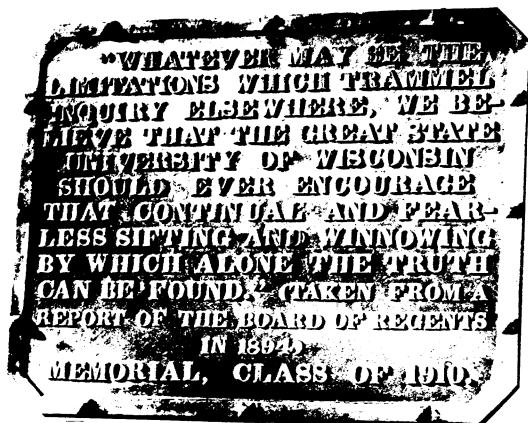 "WHATEVER MAY BE THE
LIMITATIONS WHICH TRAMMEL
INQUIRY ELSEWHERE, WE BE-
LIEVE THAT THE GREAT STATE
UNIVERSITY OF WISCONSIN
SHOULD EVER ENCOURAGE
THAT CONTINUAL AND FEAR-
LESS SIFTING AND WINNOWING
BY WHICH ALONE THE TRUTH
CAN BE FOUND." (TAKEN FROM A
REPORT OF THE BOARD OF REGENTS
IN 1894)
MEMORIAL, CLASS OF 1910.